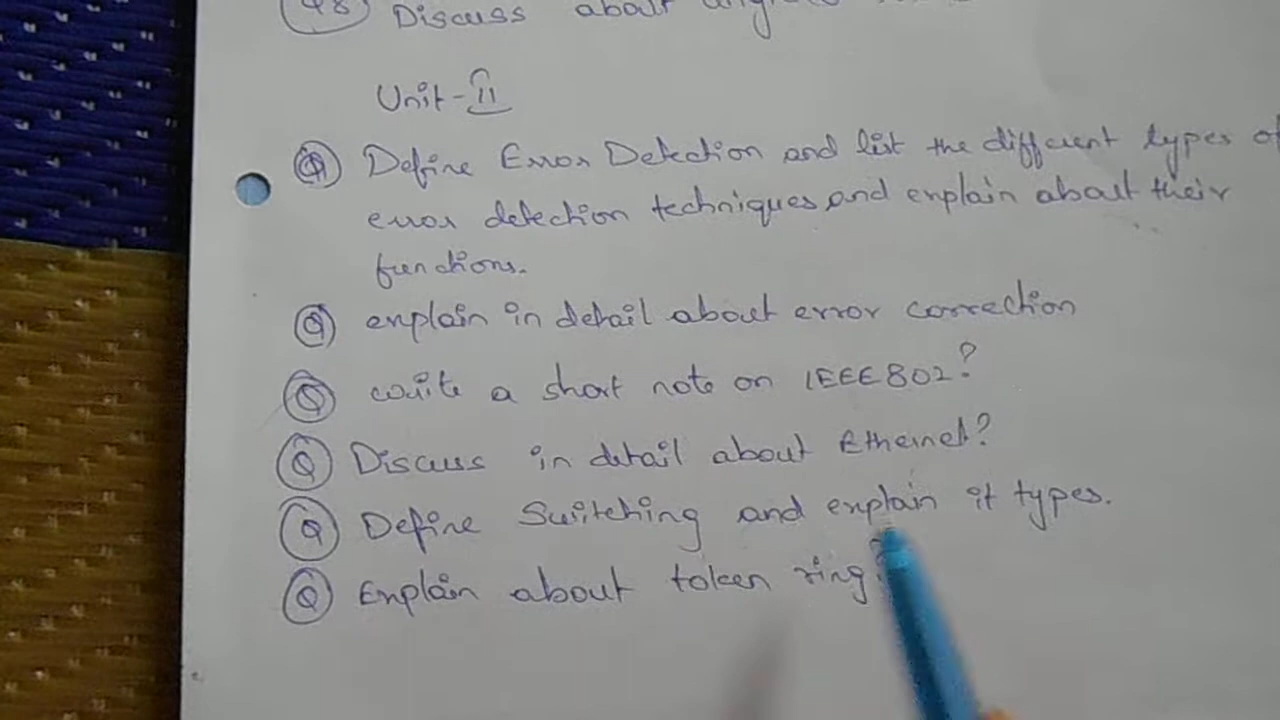 Q8 Discuss about
Unit-II
Q Define Error Detection and list the different types of
error detection techniques and explain about their
functions.
Q explain in detail about error correction
Q write a short note on IEEE802?
Q Discuss in detail about Ethernet?
Q Define Switching and explain it types.
Q Explain about token ring?